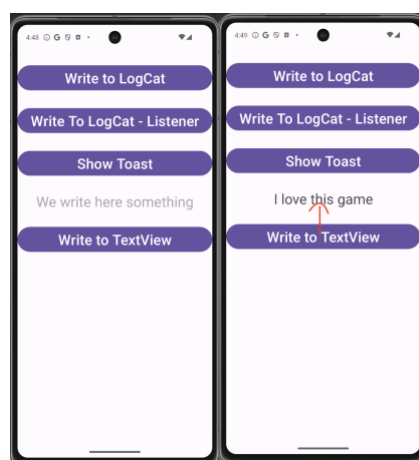 4:48
Write to LogCat
Write To LogCat - Listener
Show Toast
We write here something
Write to TextView
4:49
Write to LogCat
Write To LogCat - Listener
Show Toast
I love this game
Write to TextView